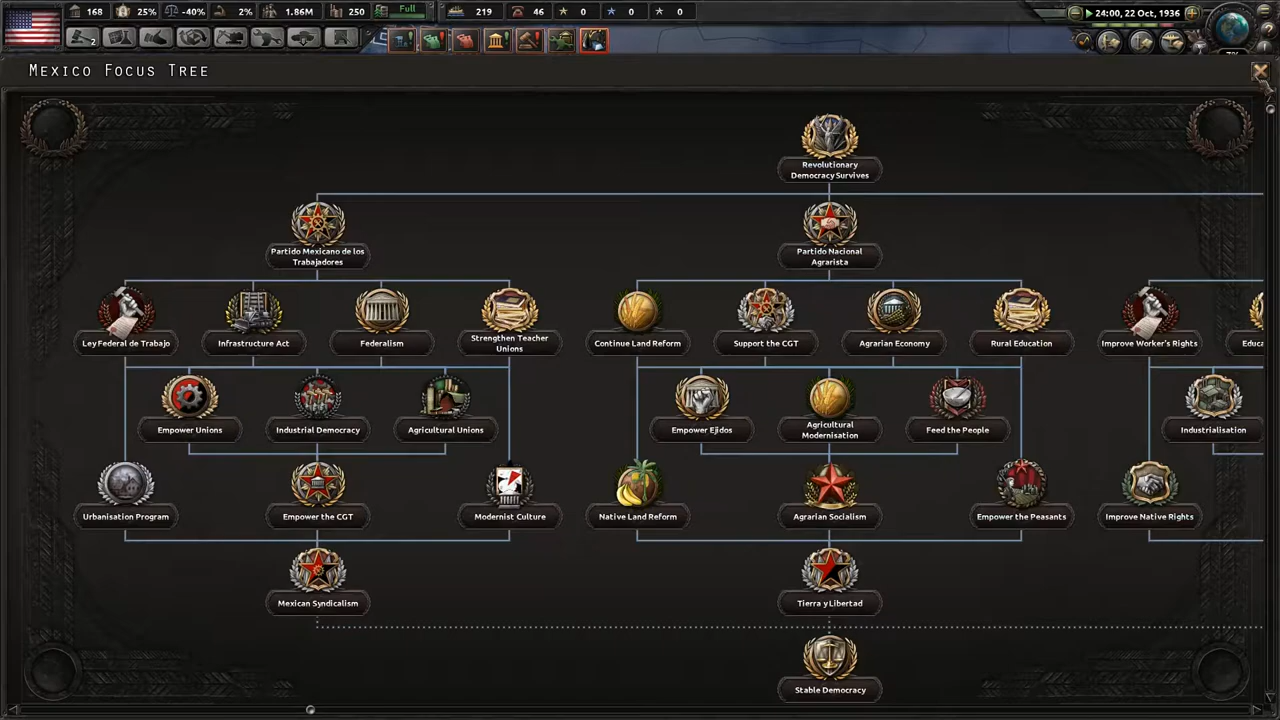 168
25%
-40%
2%
1.86M
250
Full
219
46
0
0
0
24:00, 22 Oct, 1936
2
Mexico Focus Tree
Revolutionary
Democracy Survives
Partido Mexicano de los
Trabajadores
Partido Nacional
Agrarista
Ley Federal de Trabajo
Infrastructure Act
Federalism
Strengthen Teacher
Unions
Continue Land Reform
Support the CGT
Agrarian Economy
Rural Education
Improve Worker's Rights
Educa
Empower Unions
Industrial Democracy
Agricultural Unions
Empower Ejidos
Agricultural
Modernisation
Feed the People
Industrialisation
Urbanisation Program
Empower the CGT
Modernist Culture
Native Land Reform
Agrarian Socialism
Empower the Peasants
Improve Native Rights
Mexican Syndicalism
Tierra y Libertad
Stable Democracy